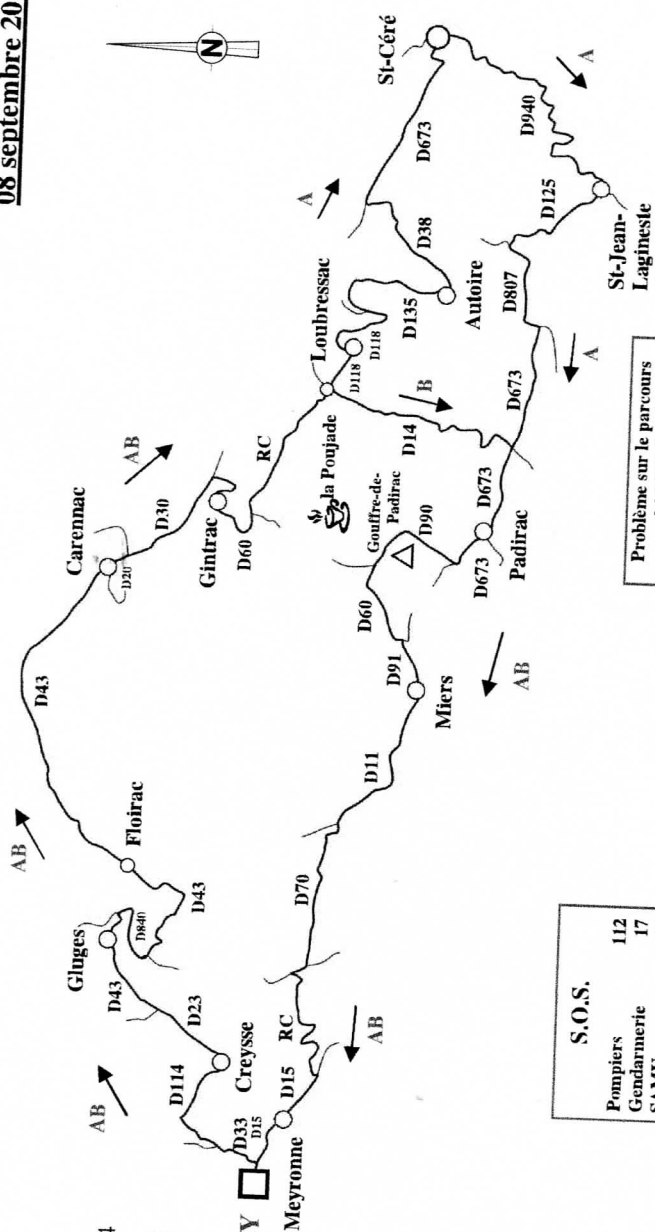 08 septembre 20
N
St-Céré
A
D673
D940
A
D38
D125
St-Jean-
Lagineste
Autoire
D135
D118
D118
Loubressac
D807
A
D673
B
D14
RC
la Poujade
Gouffre-de-
Padirac
D90
D673
Padirac
D673
AB
D30
Gintrac
D60
Carennac
D20
D60
D91
Miers
AB
D43
D11
Floirac
AB
D43
D70
Gluges
D840
D43
D23
Creysse
D114
AB
RC
AB
D15
D33
D15
Y
Meyronne
4
Problème sur le parcours
S.O.S.
Pompiers 112
Gendarmerie 17
SAMU